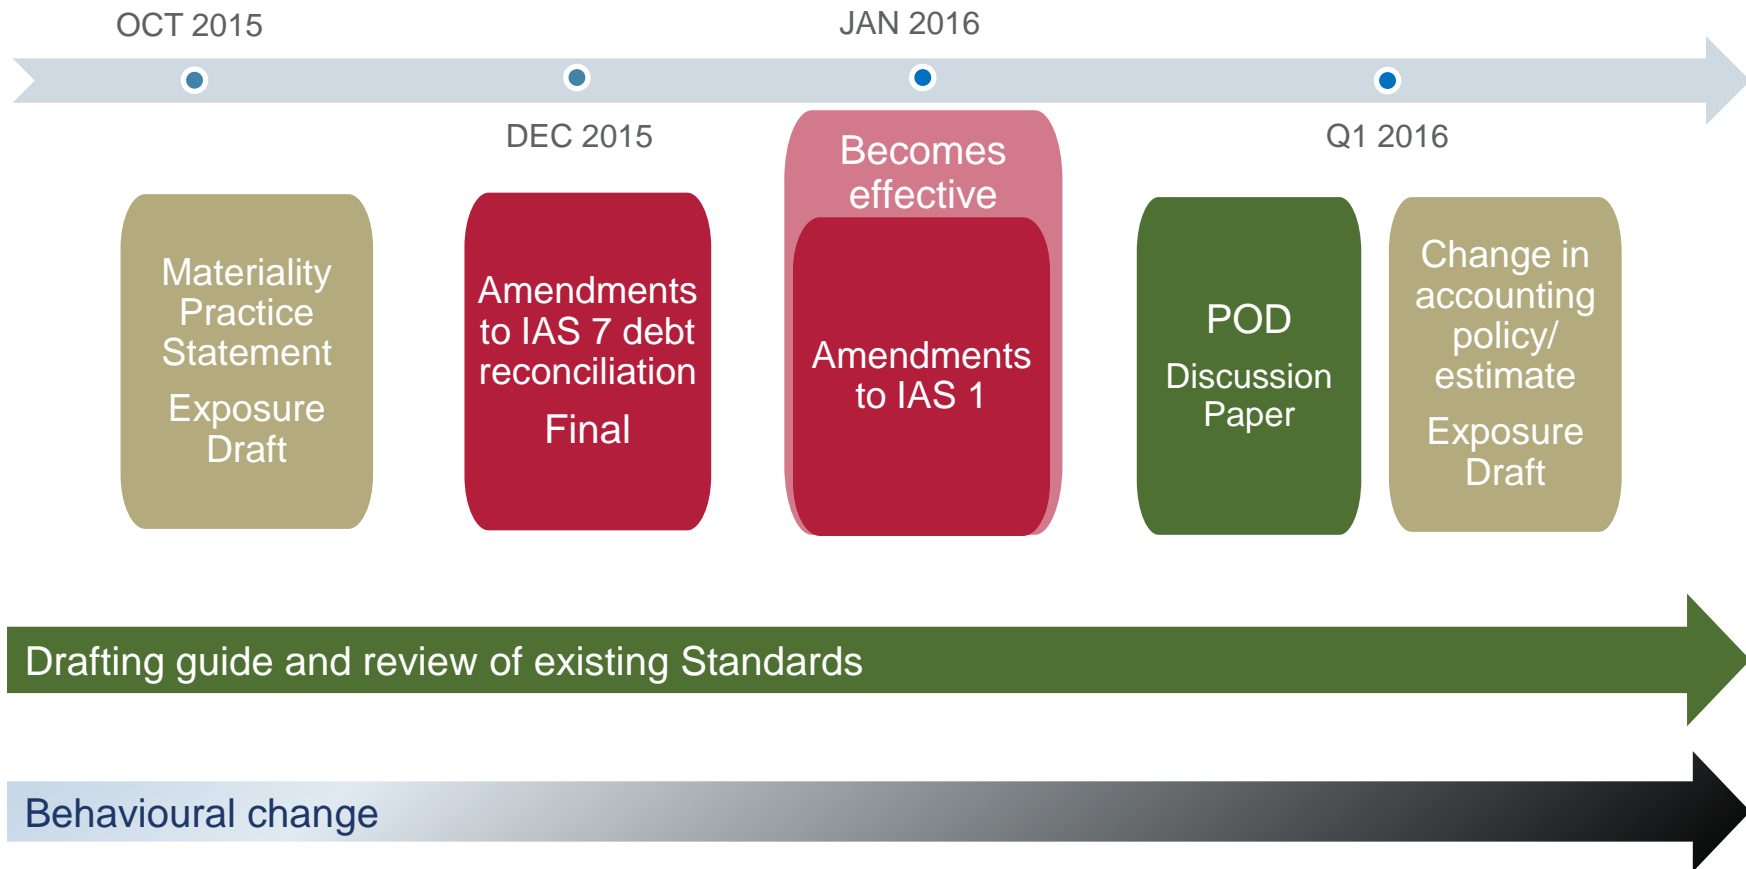 OCT 2015
JAN 2016
DEC 2015
Q1 2016
Materiality
Practice
Statement
Exposure
Draft
Amendments
to IAS 7 debt
reconciliation
Final
Becomes
effective
Amendments
to IAS 1
POD
Discussion
Paper
Change in
accounting
policy/
estimate
Exposure
Draft
Drafting guide and review of existing Standards
Behavioural change